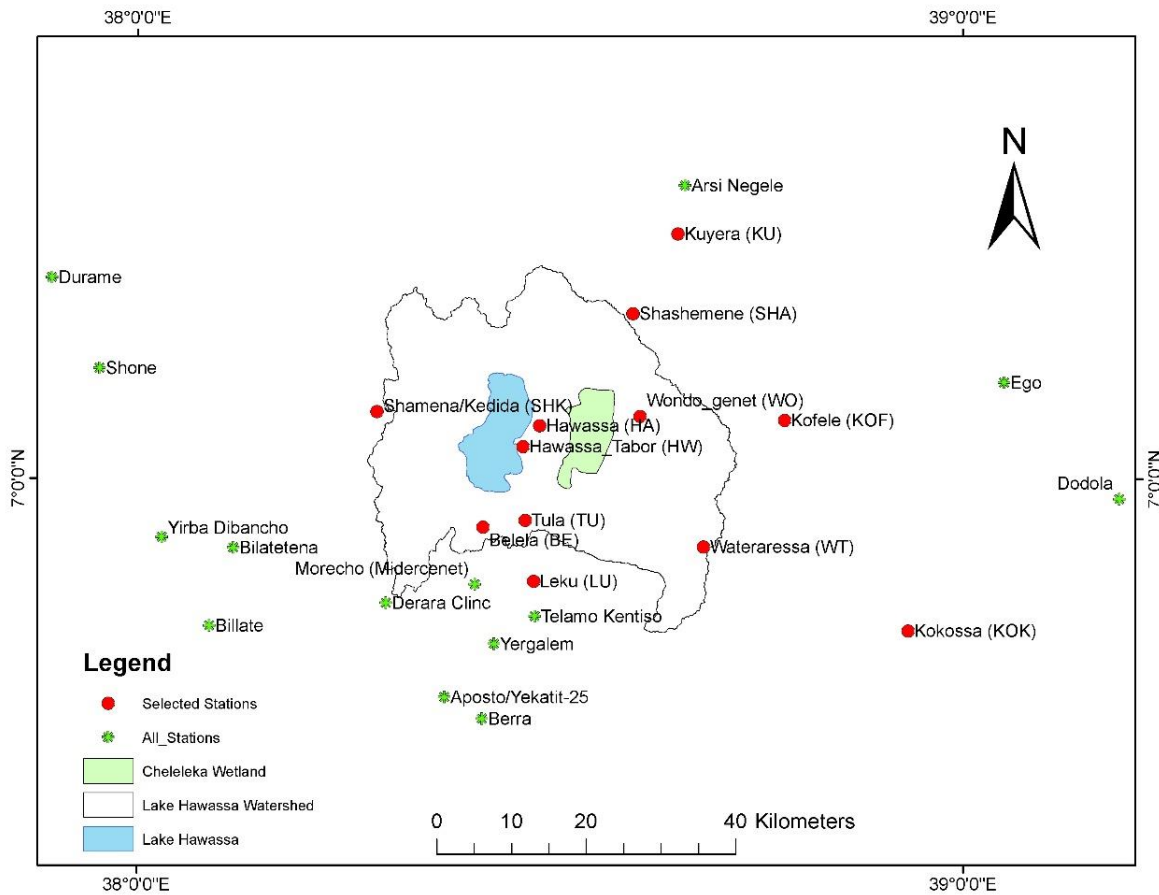 38°0'0"E
39°0'0"E
N
Arsi Negele
Kuyera (KU)
Durame
Shashemene (SHA)
Shone
Ego
Shamena/Kedida (SHK)
Wondo_genet (WO)
Kofele (KOF)
Hawassa (HA)
Hawassa_Tabor (HW)
7°0'0"N
7°0'0"N
Dodola
Yirba Dibancho
Tula (TU)
Bilatetena
Belela (BE)
Wateraressa (WT)
Morecho (Midercenet)
Leku (LU)
Derara Clinc
Telamo Kentiso
Billate
Kokossa (KOK)
Yergalem
Legend
Aposto/Yekatit-25
Selected Stations
Berra
All_Stations
Cheleleka Wetland
Lake Hawassa Watershed
Lake Hawassa
0 12 20 40 Kilometers
38°0'0"E
39°0'0"E